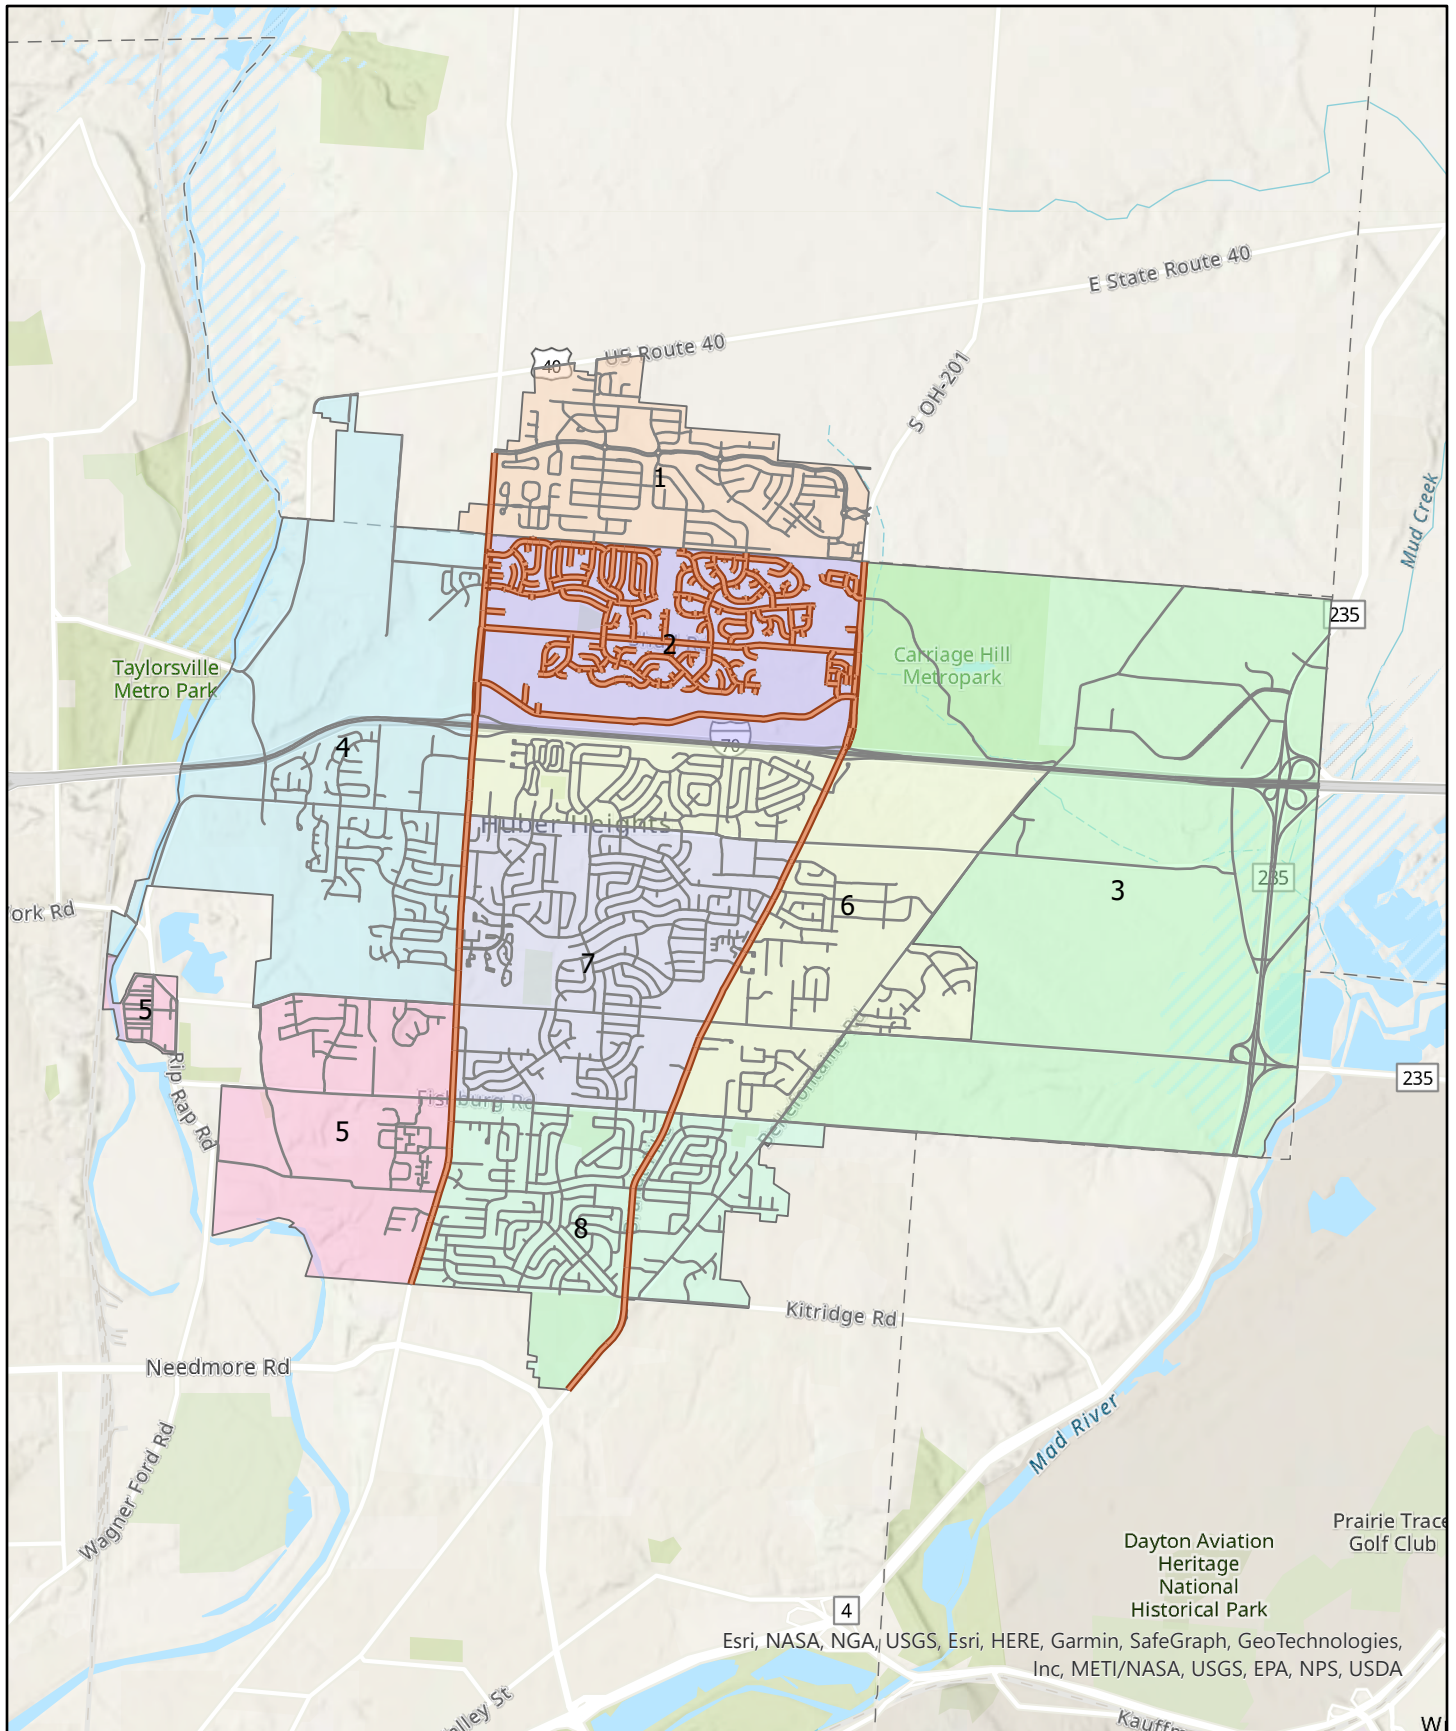 E State Route 40
US Route 40
40
S OH-201
1
Mud Creek
235
2
Carriage Hill
Metropark
Taylorsville
Metro Park
70
4
Huber Heights
235
3
6
ork Rd
7
5
Rip Rap Rd
235
Fishburg Rd
5
8
Kitridge Rd
Needmore Rd
Mad River
Wagner Ford Rd
Prairie Trace
Golf Club
Dayton Aviation
Heritage
National
Historical Park
4
Esri, NASA, NGA, USGS, Esri, HERE, Garmin, SafeGraph, GeoTechnologies,
Inc, METI/NASA, USGS, EPA, NPS, USDA
alley St
Kauffm